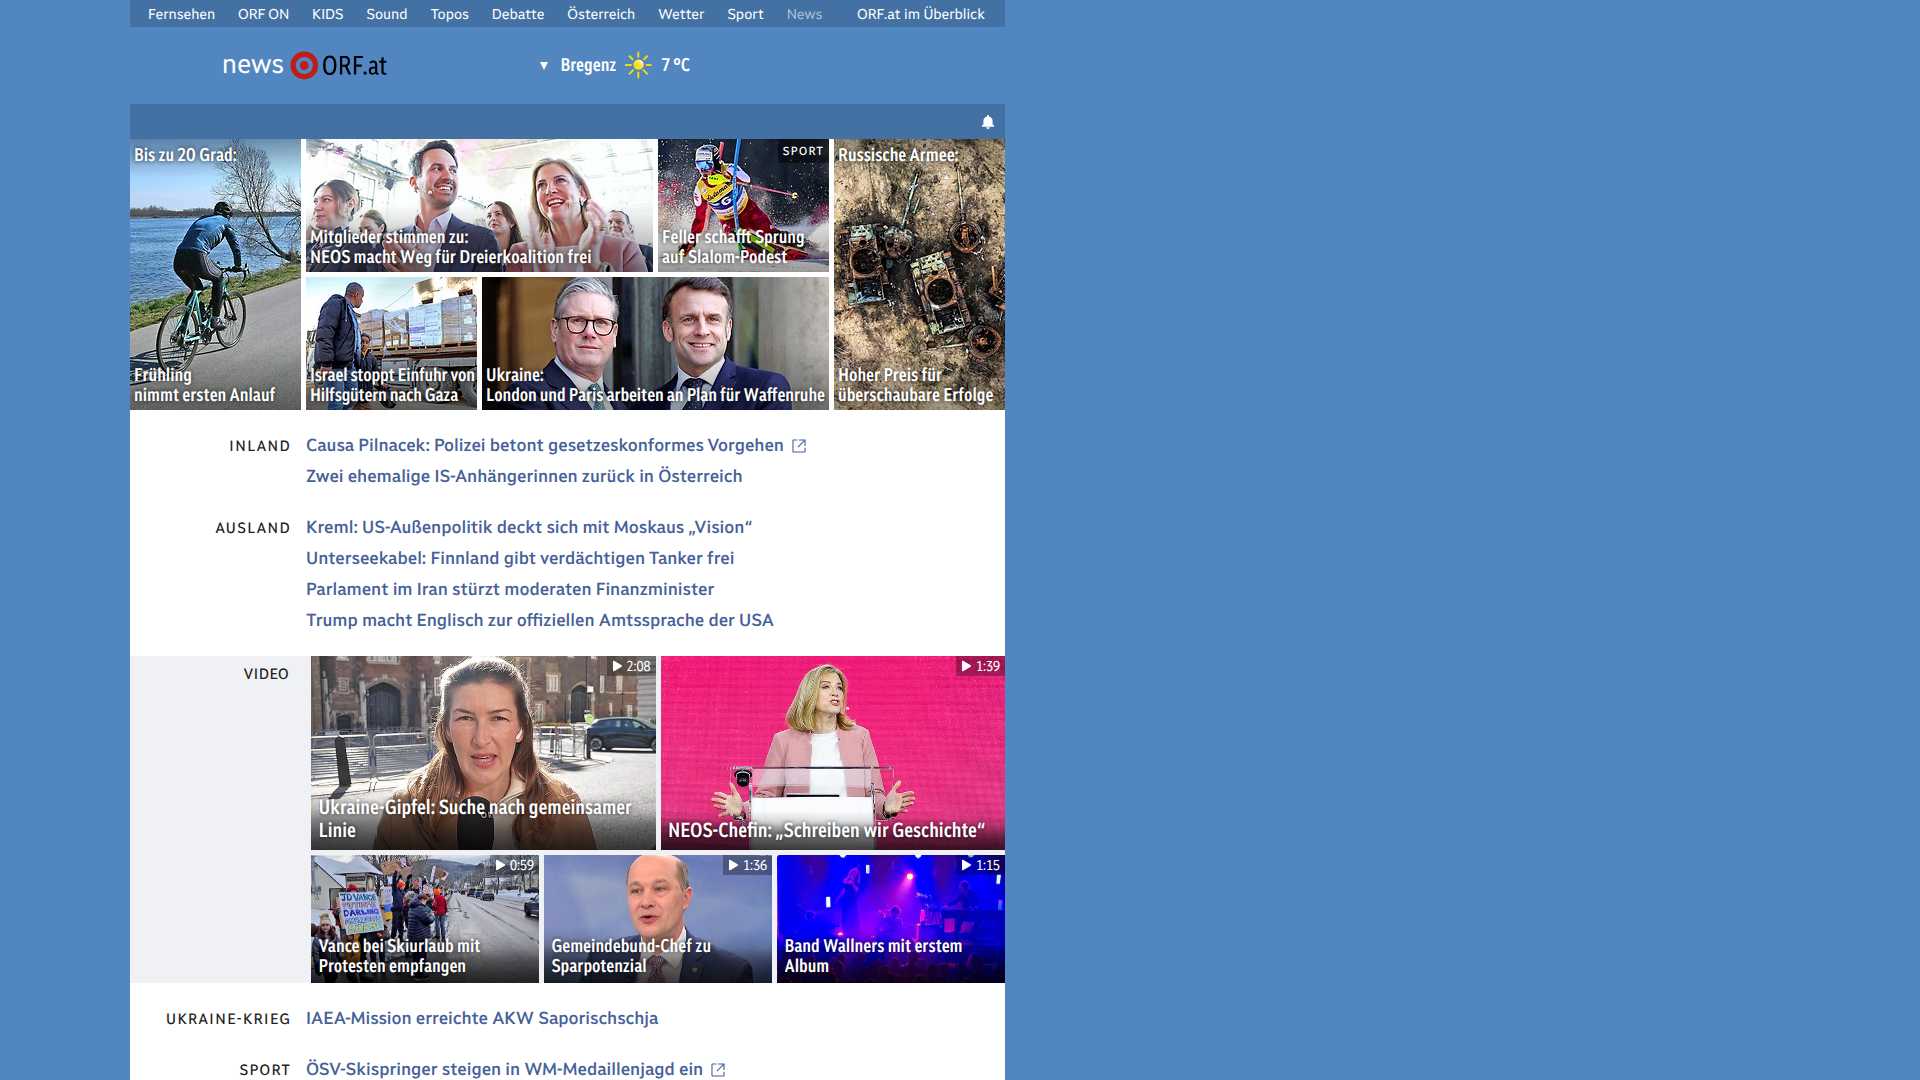 Fernsehen ORF ON KIDS Sound Topos Debatte Österreich Wetter Sport News ORF.at im Überblick
news ORF.at
Bregenz 7 °C
Bis zu 20 Grad:
Frühling
nimmt ersten Anlauf
Mitglieder stimmen zu:
NEOS macht Weg für Dreierkoalition frei
SPORT
Feller schafft Sprung
auf Slalom-Podest
Russische Armee:
Hoher Preis für
überschaubare Erfolge
Israel stoppt Einfuhr von
Hilfsgütern nach Gaza
Ukraine:
London und Paris arbeiten an Plan für Waffenruhe
INLAND
Causa Pilnacek: Polizei betont gesetzeskonformes Vorgehen
Zwei ehemalige IS-Anhängerinnen zurück in Österreich
AUSLAND
Kreml: US-Außenpolitik deckt sich mit Moskaus „Vision“
Unterseekabel: Finnland gibt verdächtigen Tanker frei
Parlament im Iran stürzt moderaten Finanzminister
Trump macht Englisch zur offiziellen Amtssprache der USA
VIDEO
2:08
Ukraine-Gipfel: Suche nach gemeinsamer
Linie
1:39
NEOS-Chefin: „Schreiben wir Geschichte“
0:59
JD VANCE
DARLING
Vance bei Skiurlaub mit
Protesten empfangen
1:36
Gemeindebund-Chef zu
Sparpotenzial
1:15
Band Wallners mit erstem
Album
UKRAINE-KRIEG
IAEA-Mission erreichte AKW Saporischschja
SPORT
ÖSV-Skispringer steigen in WM-Medaillenjagd ein